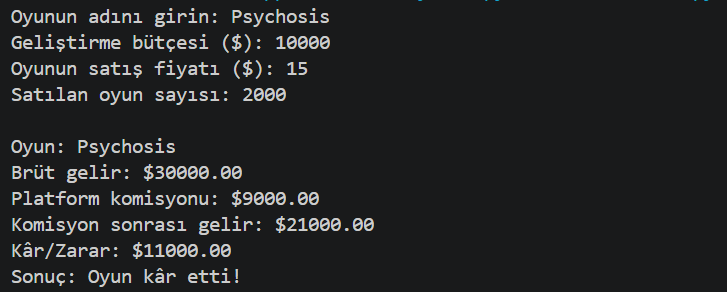 Oyunun adını girin: Psychosis
Geliştirme bütçesi ($): 10000
Oyunun satış fiyatı ($): 15
Satılan oyun sayısı: 2000

Oyun: Psychosis
Brüt gelir: $30000.00
Platform komisyonu: $9000.00
Komisyon sonrası gelir: $21000.00
Kâr/Zarar: $11000.00
Sonuç: Oyun kâr etti!